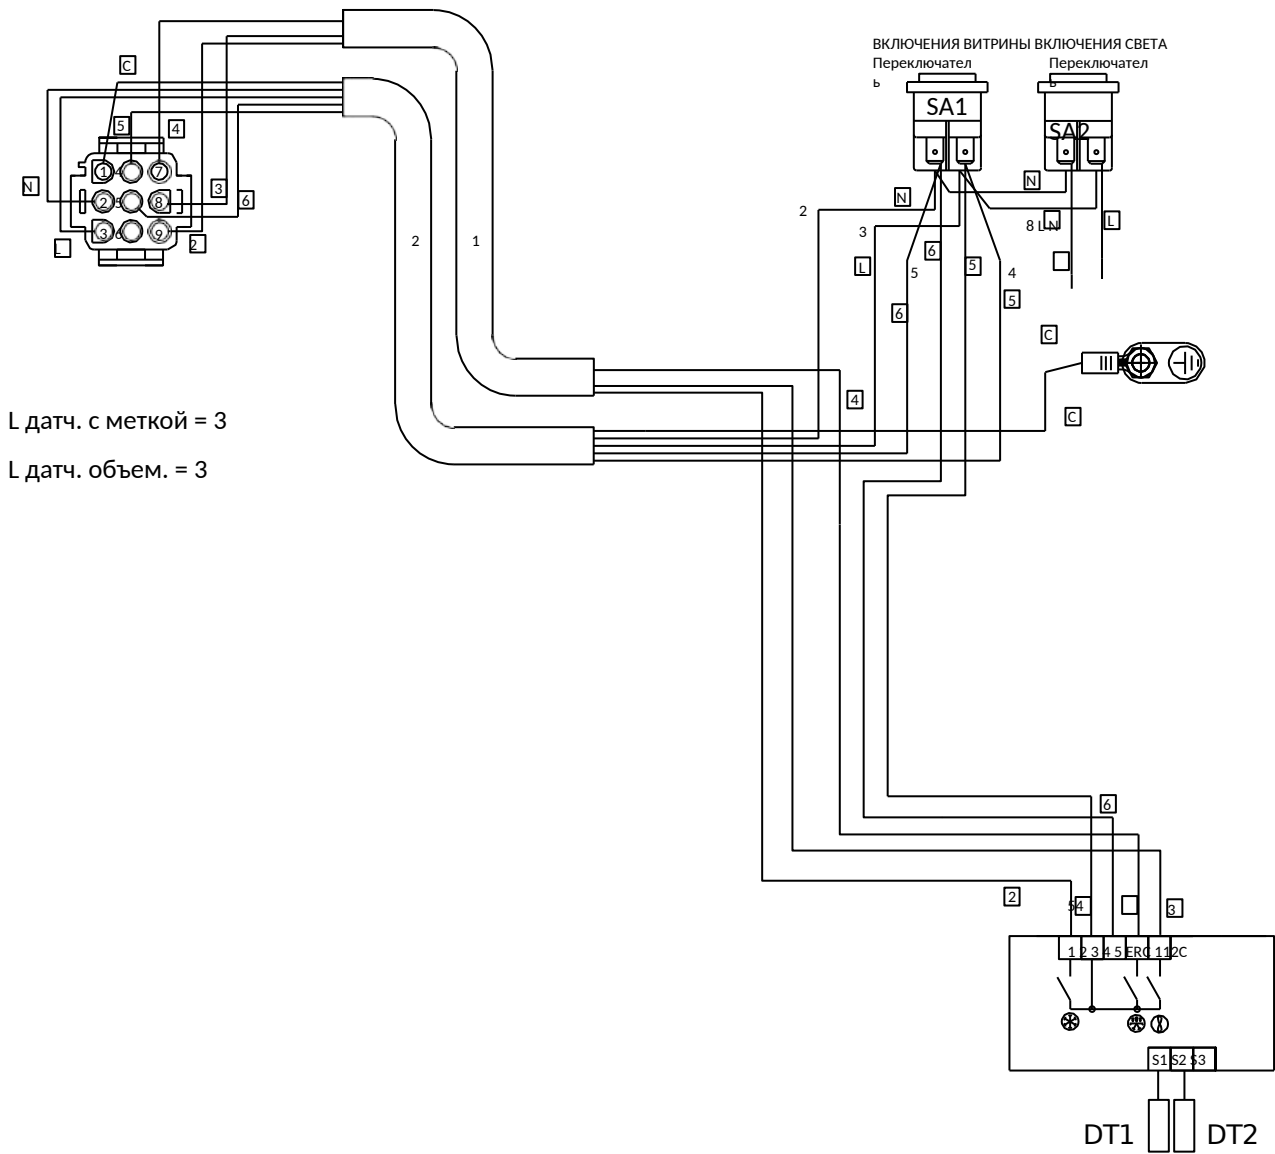 ВКЛЮЧЕНИЯ ВИТРИНЫ ВКЛЮЧЕНИЯ СВЕТА
Переключател
ь
Переключател
ь
SA1
SA2
C
5
4
1 4 7
N
2 5 8
3
6
3 6 9
L
2
2
1
N
N
2
3
8 L N
L
6
L
5
5
4
6
5
C
4
C
L датч. с меткой = 3
L датч. объем. = 3
6
2
54
3
1 2 3 4 5 ERC 112C
S1 S2 S3
DT1
DT2